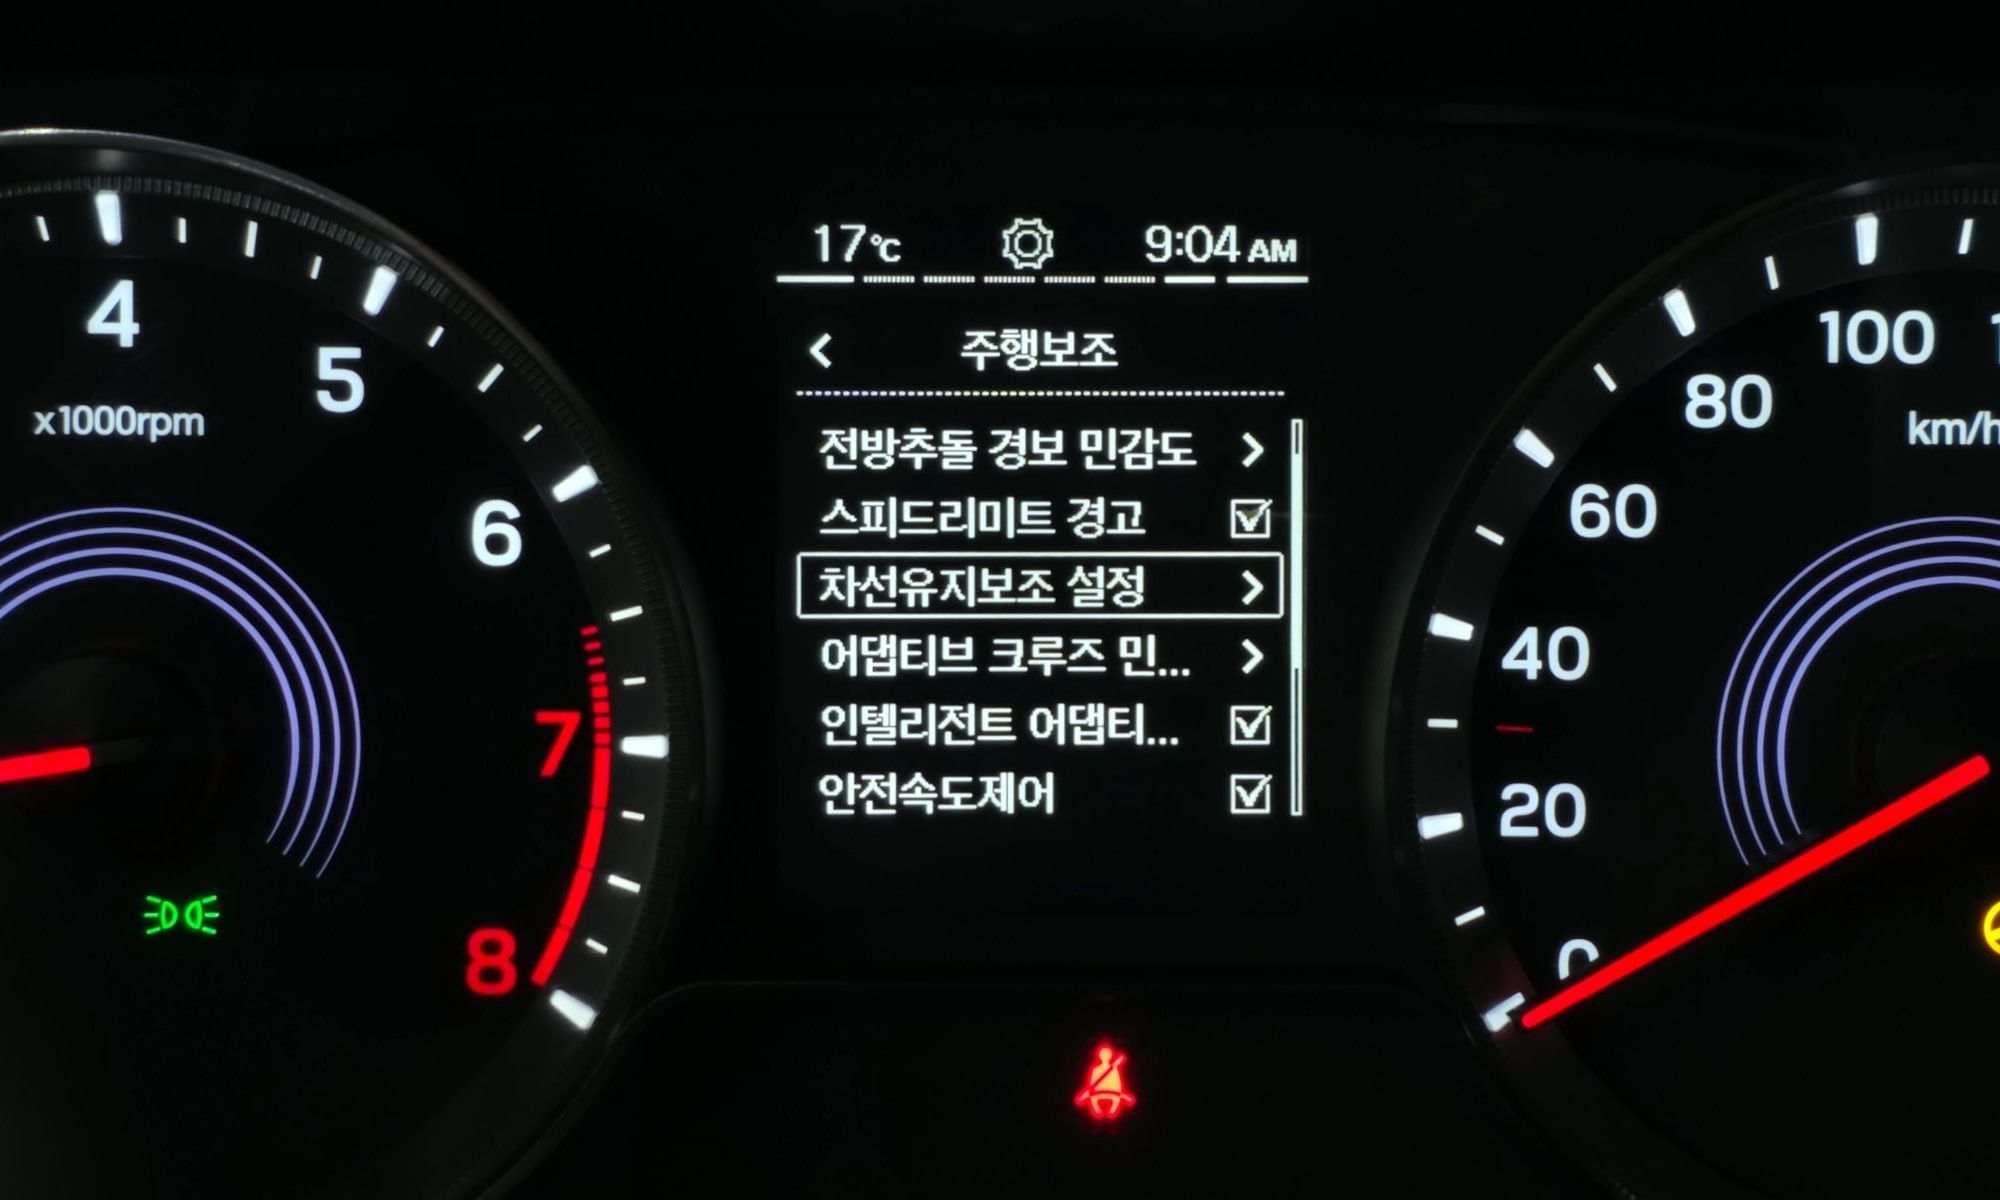 17℃ 9:04 AM
주행보조
전방추돌 경보 민감도
스피드리미트 경고
차선유지보조 설정
어댑티브 크루즈 민...
인텔리전트 어댑티...
안전속도제어
4
5
6
7
8
x1000rpm
100
80
60
40
20
0
km/h